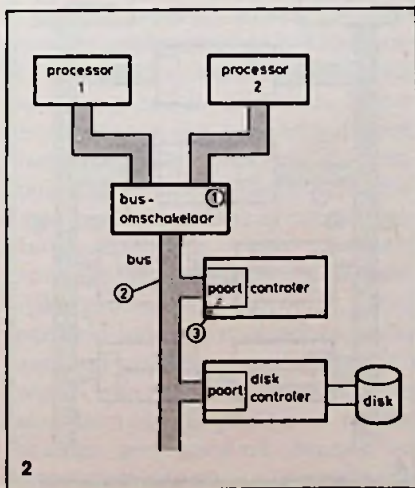 processor
1
processor
2
bus-
omschakelaar
①
bus
②
poort
controler
③
poort
disk
controler
disk
2